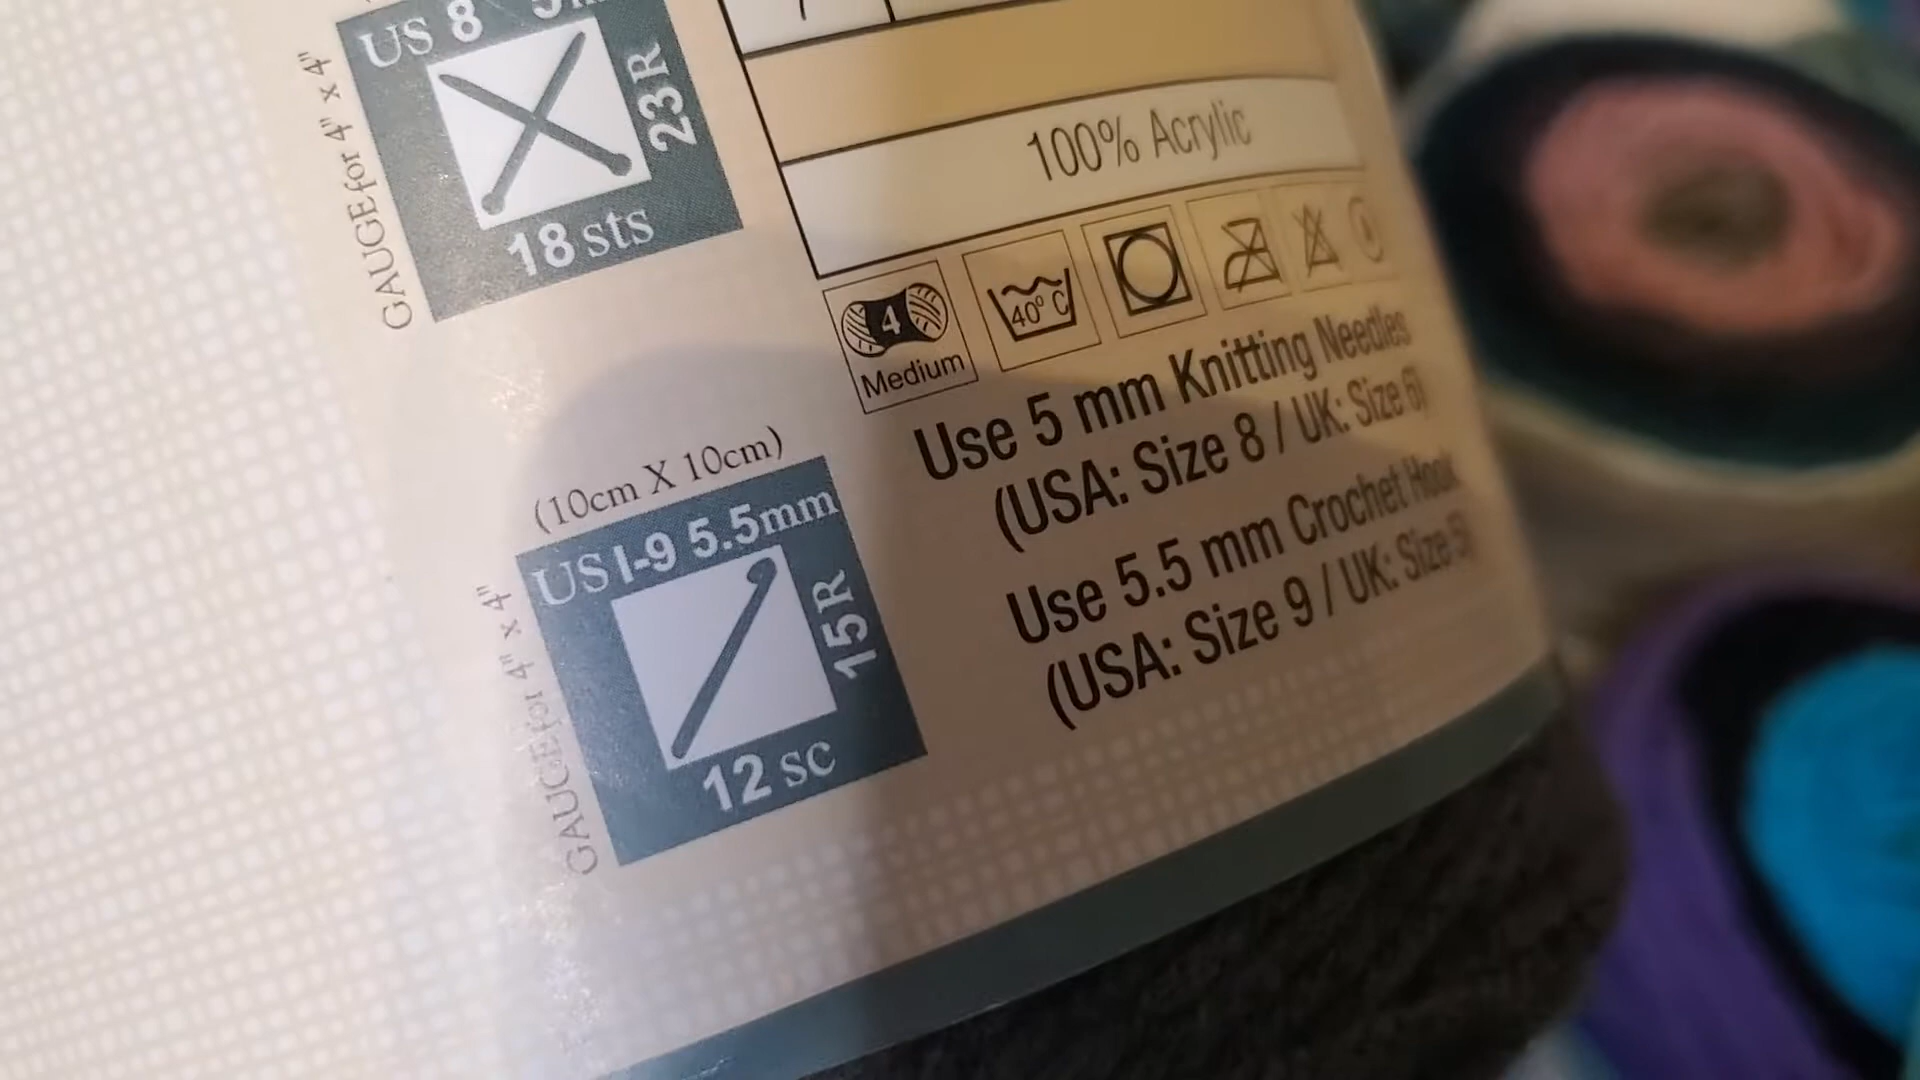 US 8
GAUGE for 4" x 4"
23R
18 sts
100% Acrylic
4
Medium
40° C
Use 5 mm Knitting Needles
(USA: Size 8 / UK: Size 6)
(10cm X 10cm)
US I-9 5.5mm
GAUGE for 4" x 4"
15R
12 sc
Use 5.5 mm Crochet Hook
(USA: Size 9 / UK: Size 5)